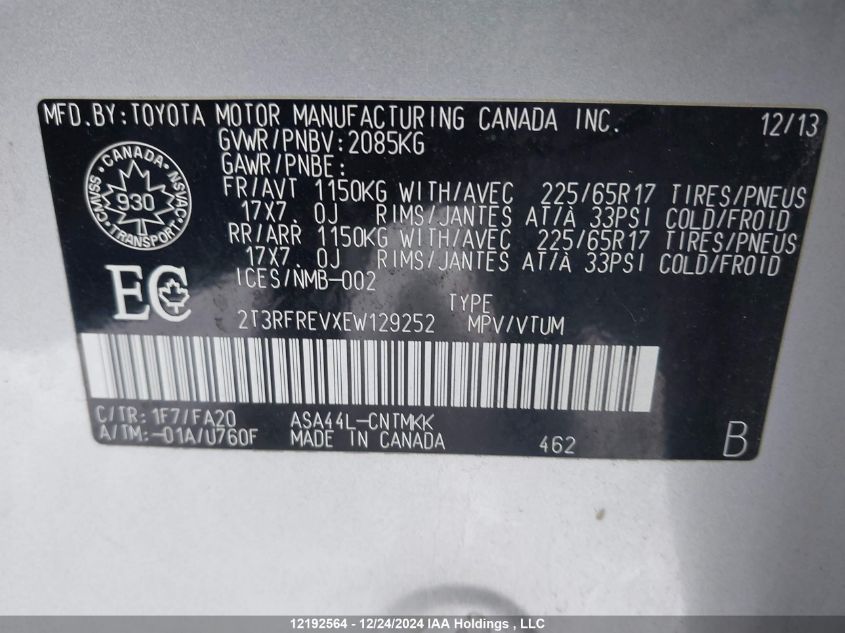 MFD.BY:TOYOTA MOTOR MANUFACTURING CANADA INC. 12/13
GVWR/PNBV:2085KG
GAWR/PNBE:
FR/AVT 1150KG WITH/AVEC 225/65R17 TIRES/PNEUS
17X7. 0J RIMS/JANTES AT/À 33PSI COLD/FROID
RR/ARR 1150KG WITH/AVEC 225/65R17 TIRES/PNEUS
17X7. 0J RIMS/JANTES AT/À 33PSI COLD/FROID
ICES/NMB-002
CANADA
CMVSS NSVAC
930
TRANSPORT
EC
TYPE
2T3RFREVXEW129252 MPV/VTUM
C/TR: 1F7/FA20 ASA44L-CNTMKK
A/TM:-01A/U760F MADE IN CANADA 462 B
12192564 - 12/24/2024 IAA Holdings , LLC